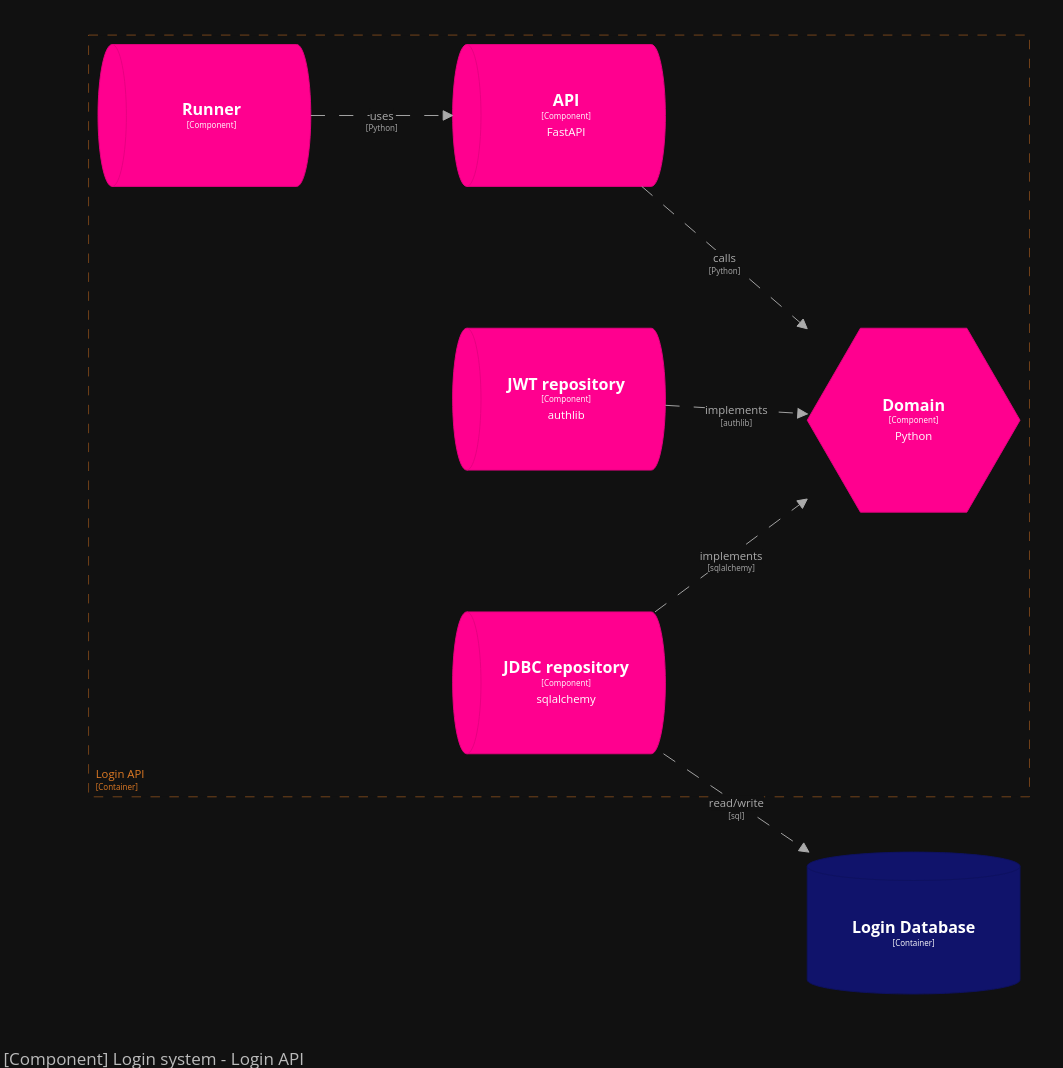 Runner
[Component]
uses
[Python]
API
[Component]
FastAPI
calls
[Python]
JWT repository
[Component]
authlib
implements
[authlib]
Domain
[Component]
Python
implements
[sqlalchemy]
JDBC repository
[Component]
sqlalchemy
Login API
[Container]
read/write
[sql]
Login Database
[Container]
[Component] Login system - Login API